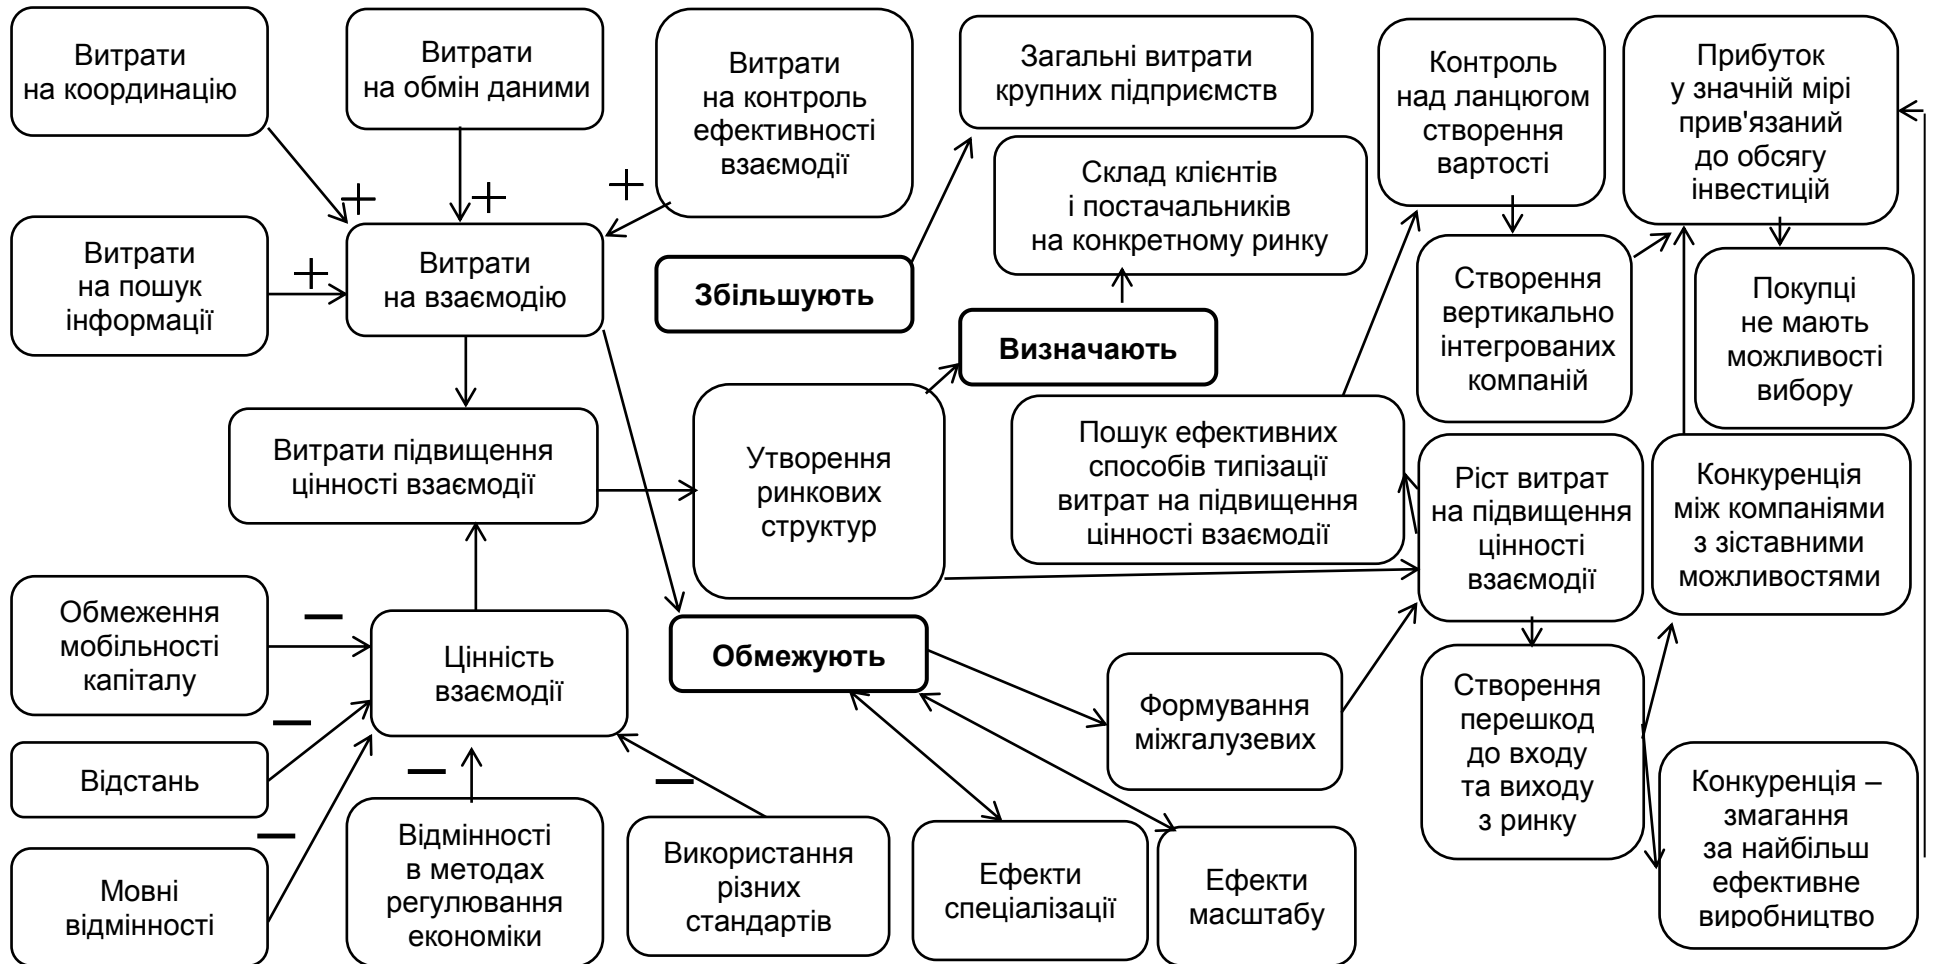 Витрати
на координацію
Витрати
на обмін даними
Витрати
на контроль
ефективності
взаємодії
Загальні витрати
крупних підприємств
Контроль
над ланцюгом
створення
вартості
Прибуток
у значній мірі
прив'язаний
до обсягу
інвестицій
Склад клієнтів
і постачальників
на конкретному ринку
Витрати
на пошук
інформації
+
+
+
+
Витрати
на взаємодію
Збільшують
Визначають
Створення
вертикально
інтегрованих
компаній
Покупці
не мають
можливості
вибору
Витрати підвищення
цінності взаємодії
Утворення
ринкових
структур
Пошук ефективних
способів типізації
витрат на підвищення
цінності взаємодії
Ріст витрат
на підвищення
цінності
взаємодії
Конкуренція
між компаніями
з зіставними
можливостями
Обмеження
мобільності
капіталу
–
–
–
–
–
Цінність
взаємодії
Обмежують
Формування
міжгалузевих
Створення
перешкод
до входу
та виходу
з ринку
Відстань
Мовні
відмінності
Відмінності
в методах
регулювання
економіки
Використання
різних
стандартів
Ефекти
спеціалізації
Ефекти
масштабу
Конкуренція –
змагання
за найбільш
ефективне
виробництво